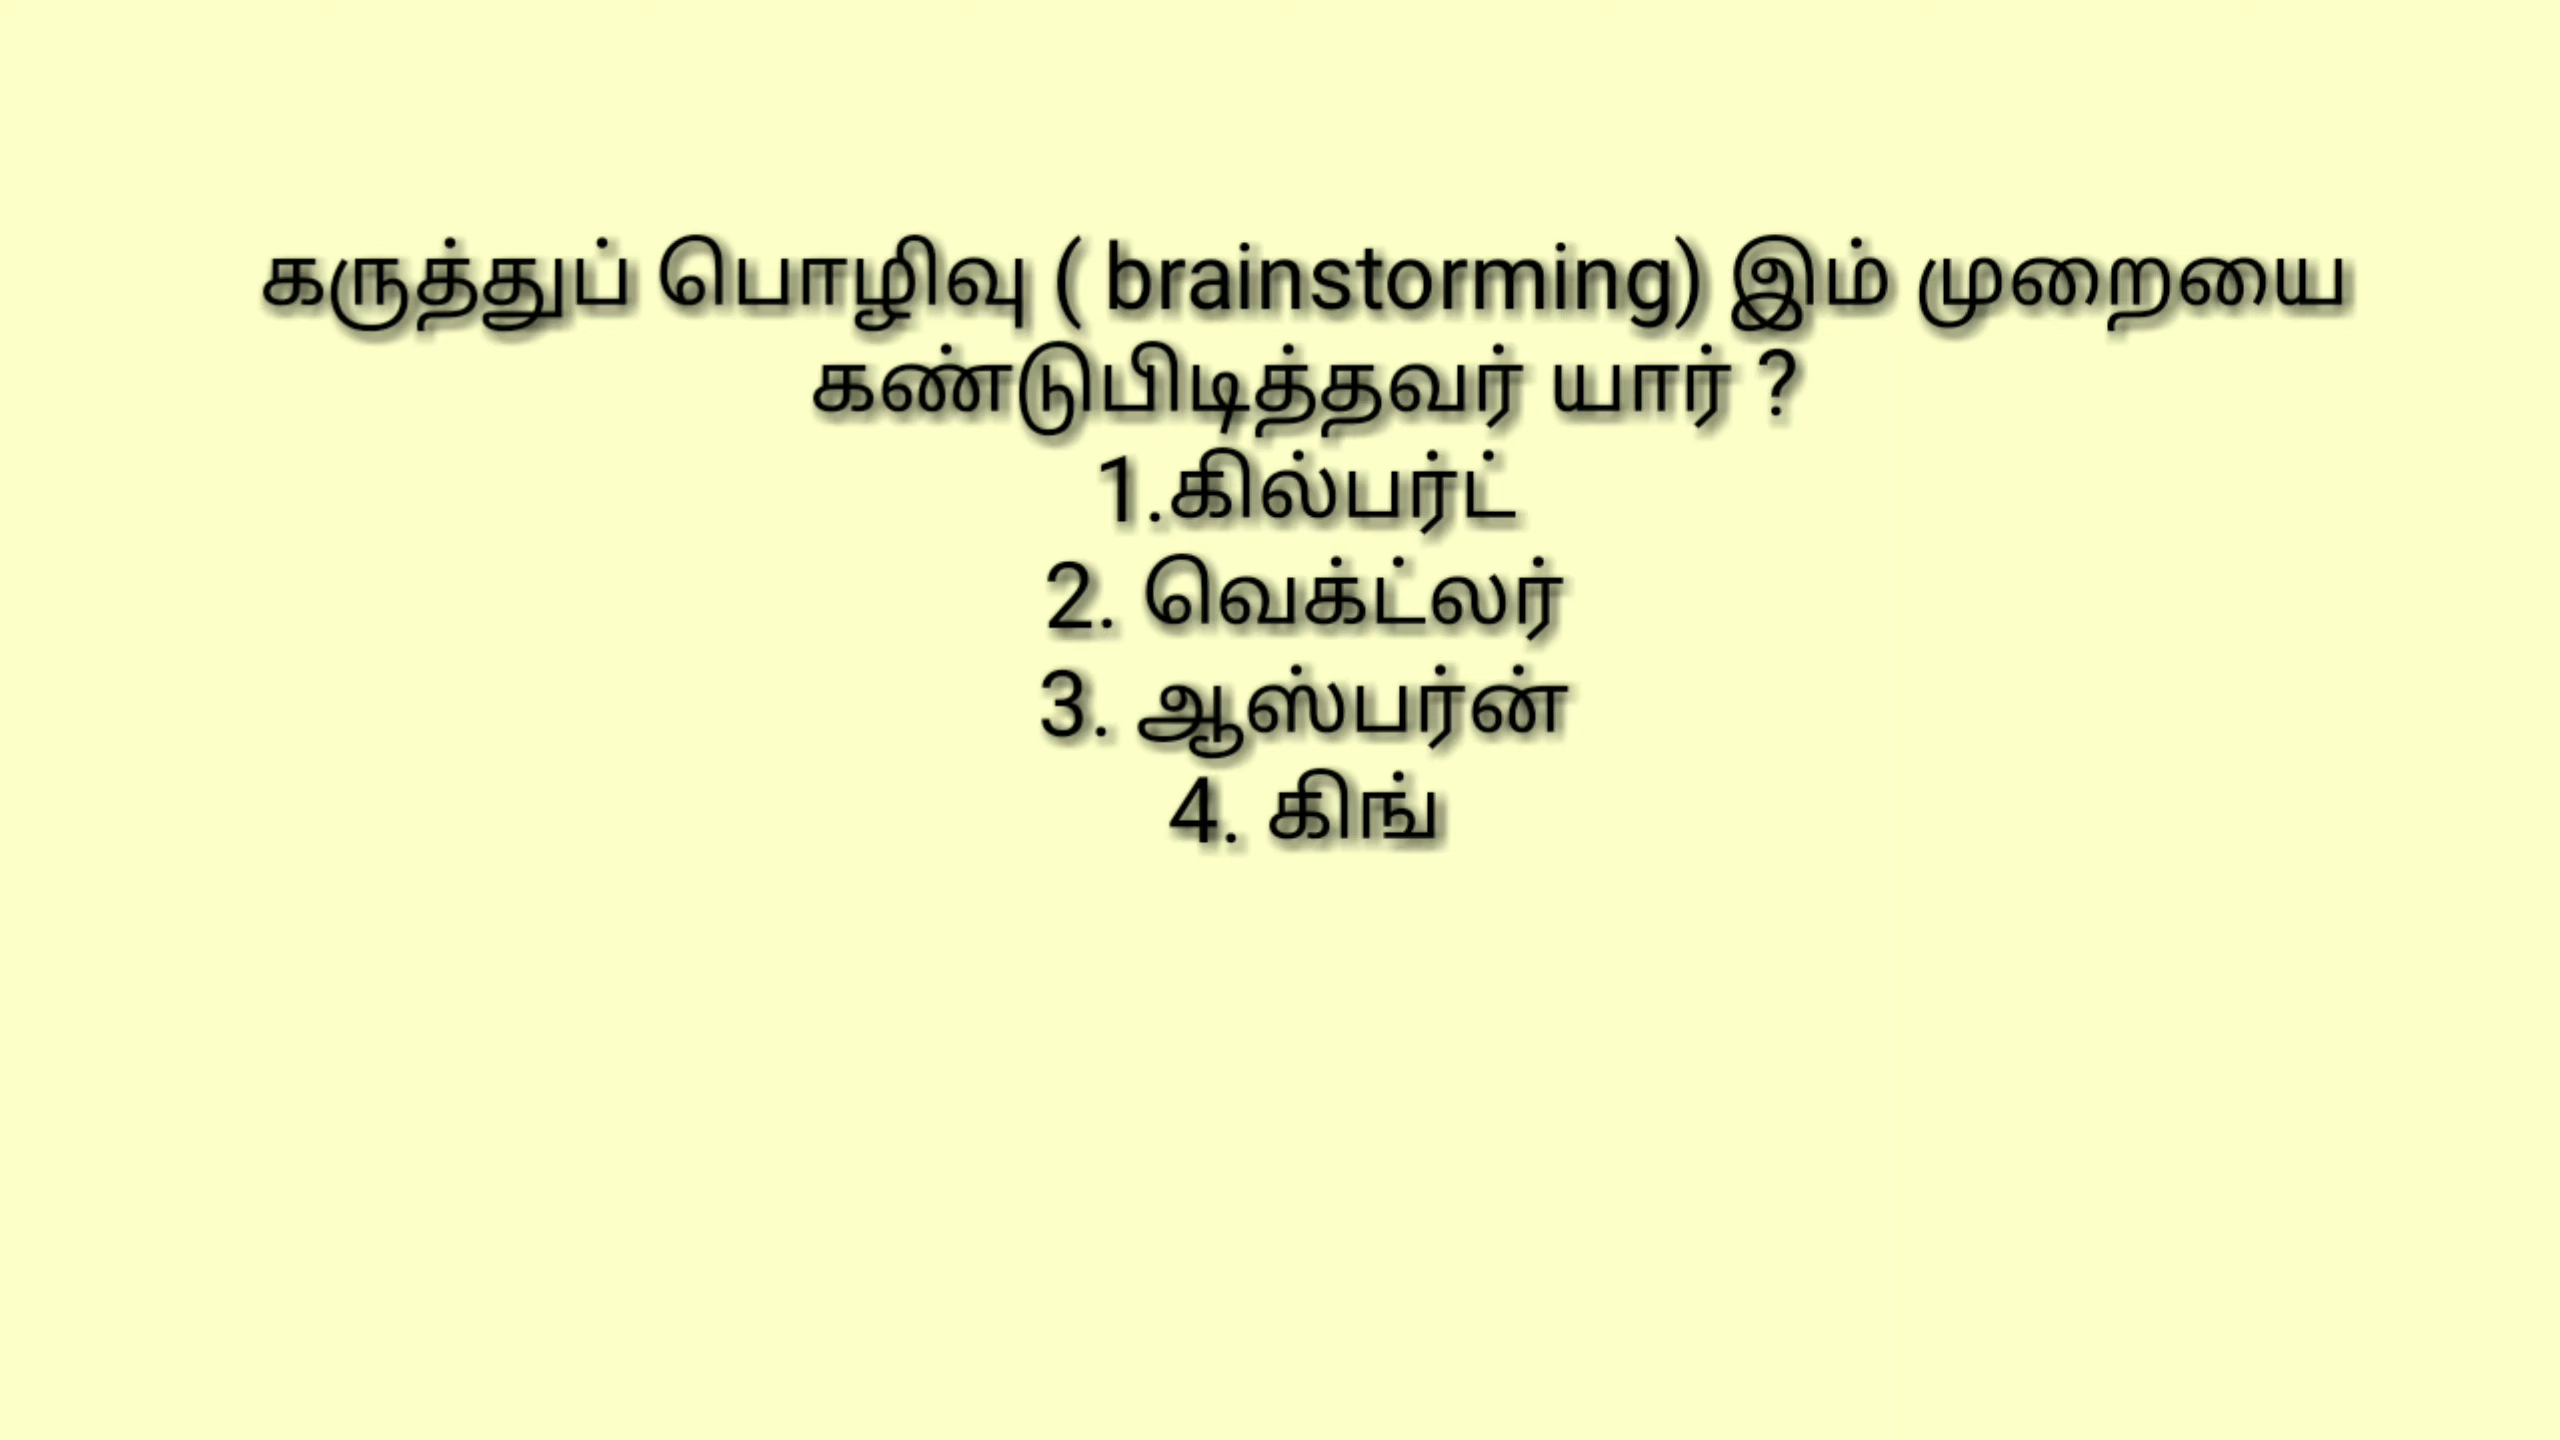 கருத்துப் பொழிவு ( brainstorming) இம் முறையை
கண்டுபிடித்தவர் யார் ?
1.கில்பர்ட்
2. வெக்ட்லர்
3. ஆஸ்பர்ன்
4. கிங்